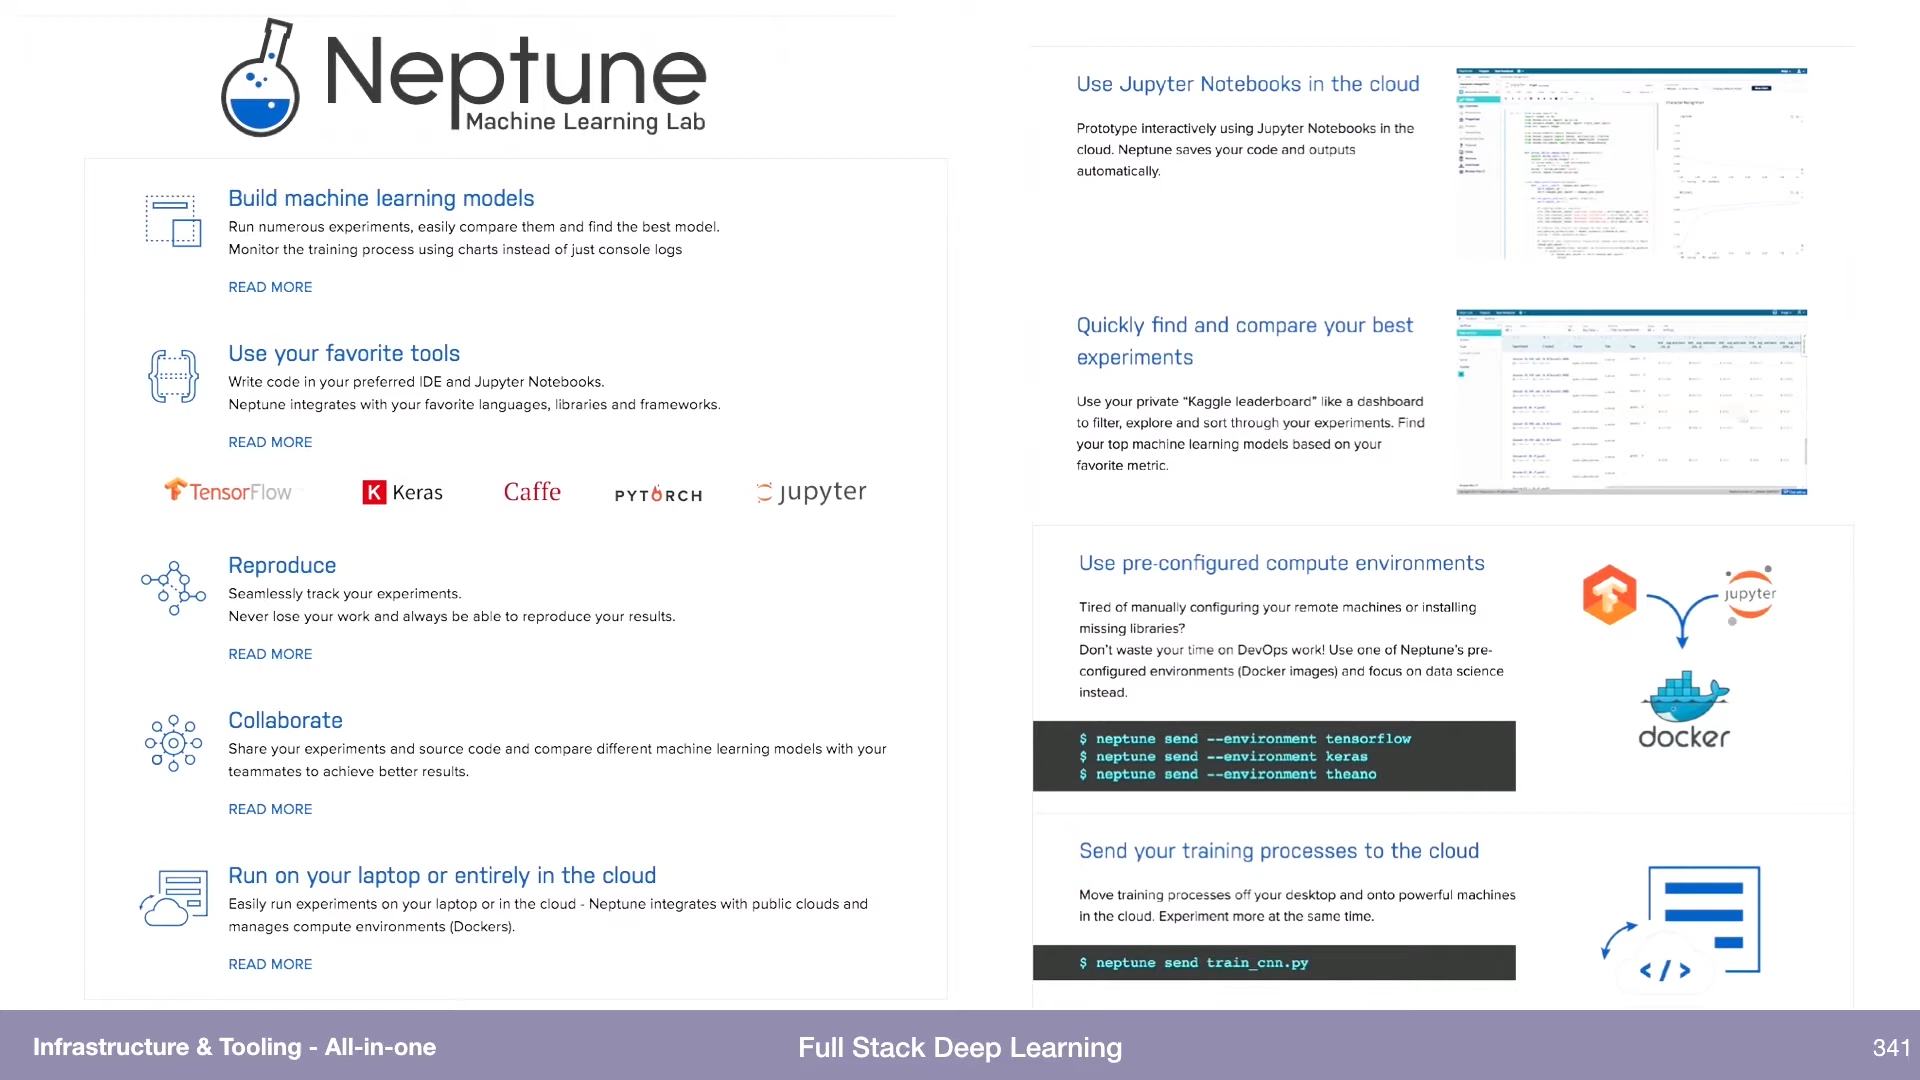 Neptune
Machine Learning Lab
Build machine learning models
Run numerous experiments, easily compare them and find the best model.
Monitor the training process using charts instead of just console logs
READ MORE
Use your favorite tools
Write code in your preferred IDE and Jupyter Notebooks.
Neptune integrates with your favorite languages, libraries and frameworks.
READ MORE
TensorFlow
K Keras
Caffe
PYTORCH
jupyter
Reproduce
Seamlessly track your experiments.
Never lose your work and always be able to reproduce your results.
READ MORE
Collaborate
Share your experiments and source code and compare different machine learning models with your
teammates to achieve better results.
READ MORE
Run on your laptop or entirely in the cloud
Easily run experiments on your laptop or in the cloud - Neptune integrates with public clouds and
manages compute environments (Dockers).
READ MORE
Use Jupyter Notebooks in the cloud
Prototype interactively using Jupyter Notebooks in the
cloud. Neptune saves your code and outputs
automatically.
Quickly find and compare your best
experiments
Use your private “Kaggle leaderboard” like a dashboard
to filter, explore and sort through your experiments. Find
your top machine learning models based on your
favorite metric.
Use pre-configured compute environments
Tired of manually configuring your remote machines or installing
missing libraries?
Don't waste your time on DevOps work! Use one of Neptune's pre-
configured environments (Docker images) and focus on data science
instead.
jupyter
docker
$ neptune send --environment tensorflow
$ neptune send --environment keras
$ neptune send --environment theano
Send your training processes to the cloud
Move training processes off your desktop and onto powerful machines
in the cloud. Experiment more at the same time.
$ neptune send train_cnn.py
</>
Infrastructure & Tooling - All-in-one
Full Stack Deep Learning
341